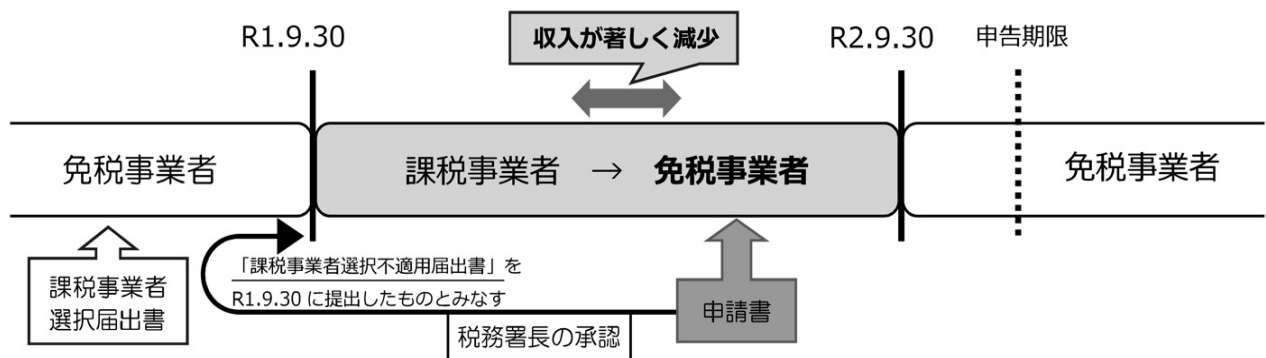 R1.9.30
収入が著しく減少
R2.9.30
申告期限
免税事業者
課税事業者 → 免税事業者
免税事業者
課税事業者
選択届出書
「課税事業者選択不適用届出書」を
R1.9.30 に提出したものとみなす
申請書
税務署長の承認